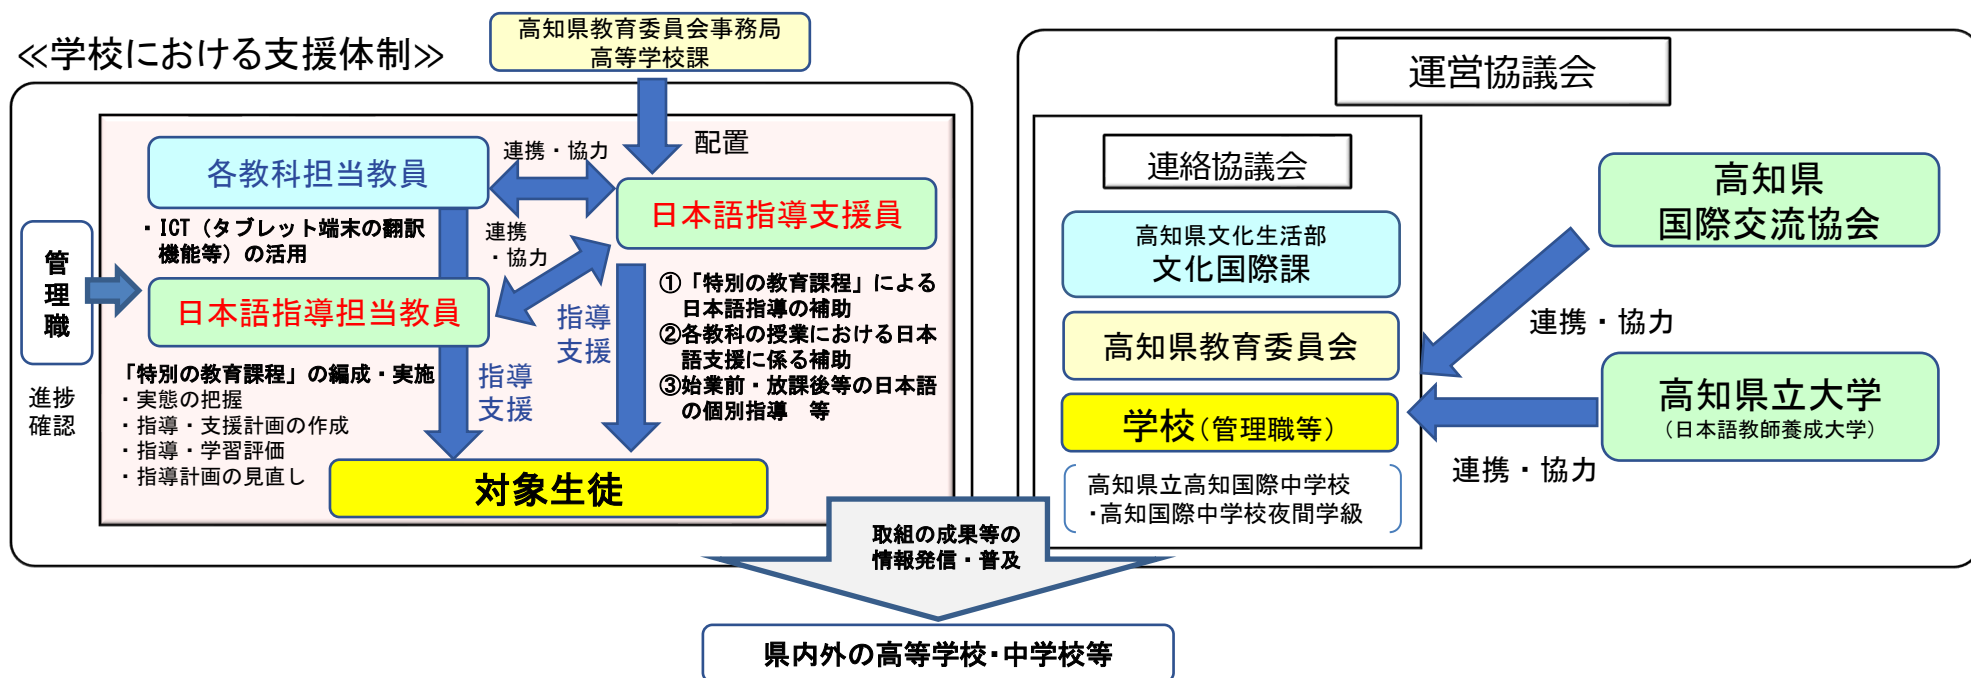 ≪学校における支援体制≫
高知県教育委員会事務局
高等学校課
配置
各教科担当教員
連携・協力
日本語指導支援員
・ICT（タブレット端末の翻訳
機能等）の活用
連携
・協力
管理職
進捗
確認
日本語指導担当教員
「特別の教育課程」の編成・実施
・実態の把握
・指導・支援計画の作成
・指導・学習評価
・指導計画の見直し
指導
支援
指導
支援
①「特別の教育課程」による
日本語指導の補助
②各教科の授業における日本
語支援に係る補助
③始業前・放課後等の日本語
の個別指導　等
対象生徒
運営協議会
連絡協議会
高知県文化生活部
文化国際課
高知県教育委員会
学校（管理職等）
高知県立高知国際中学校
・高知国際中学校夜間学級
高知県
国際交流協会
連携・協力
高知県立大学
（日本語教師養成大学）
連携・協力
取組の成果等の
情報発信・普及
県内外の高等学校・中学校等